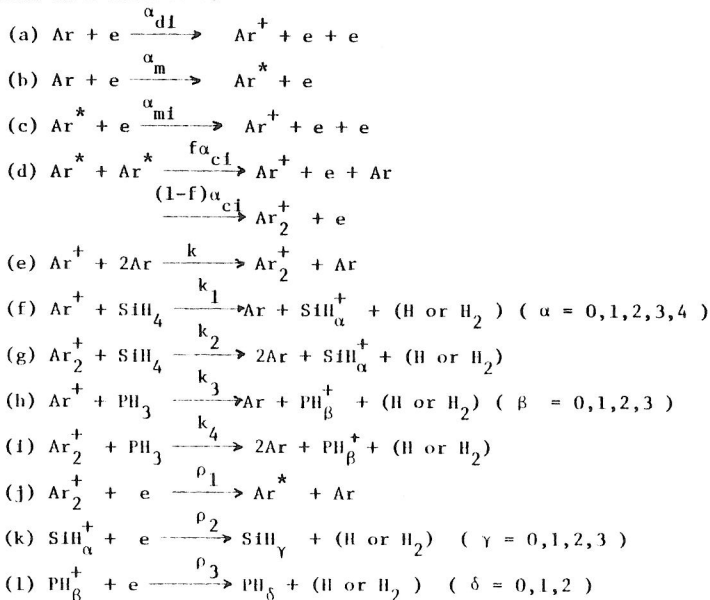 (a) Ar + e —α_di→ Ar⁺ + e + e
(b) Ar + e —α_m→ Ar* + e
(c) Ar* + e —α_mi→ Ar⁺ + e + e
(d) Ar* + Ar* —fα_ci→ Ar⁺ + e + Ar
—(1-f)α_ci→ Ar₂⁺ + e
(e) Ar⁺ + 2Ar —k→ Ar₂⁺ + Ar
(f) Ar⁺ + SiH₄ —k₁→ Ar + SiH_α⁺ + (H or H₂) ( α = 0,1,2,3,4 )
(g) Ar₂⁺ + SiH₄ —k₂→ 2Ar + SiH_α⁺ + (H or H₂)
(h) Ar⁺ + PH₃ —k₃→ Ar + PH_β⁺ + (H or H₂) ( β = 0,1,2,3 )
(i) Ar₂⁺ + PH₃ —k₄→ 2Ar + PH_β⁺ + (H or H₂)
(j) Ar₂⁺ + e —ρ₁→ Ar* + Ar
(k) SiH_α⁺ + e —ρ₂→ SiH_γ + (H or H₂) ( γ = 0,1,2,3 )
(l) PH_β⁺ + e —ρ₃→ PH_δ + (H or H₂ ) ( δ = 0,1,2 )